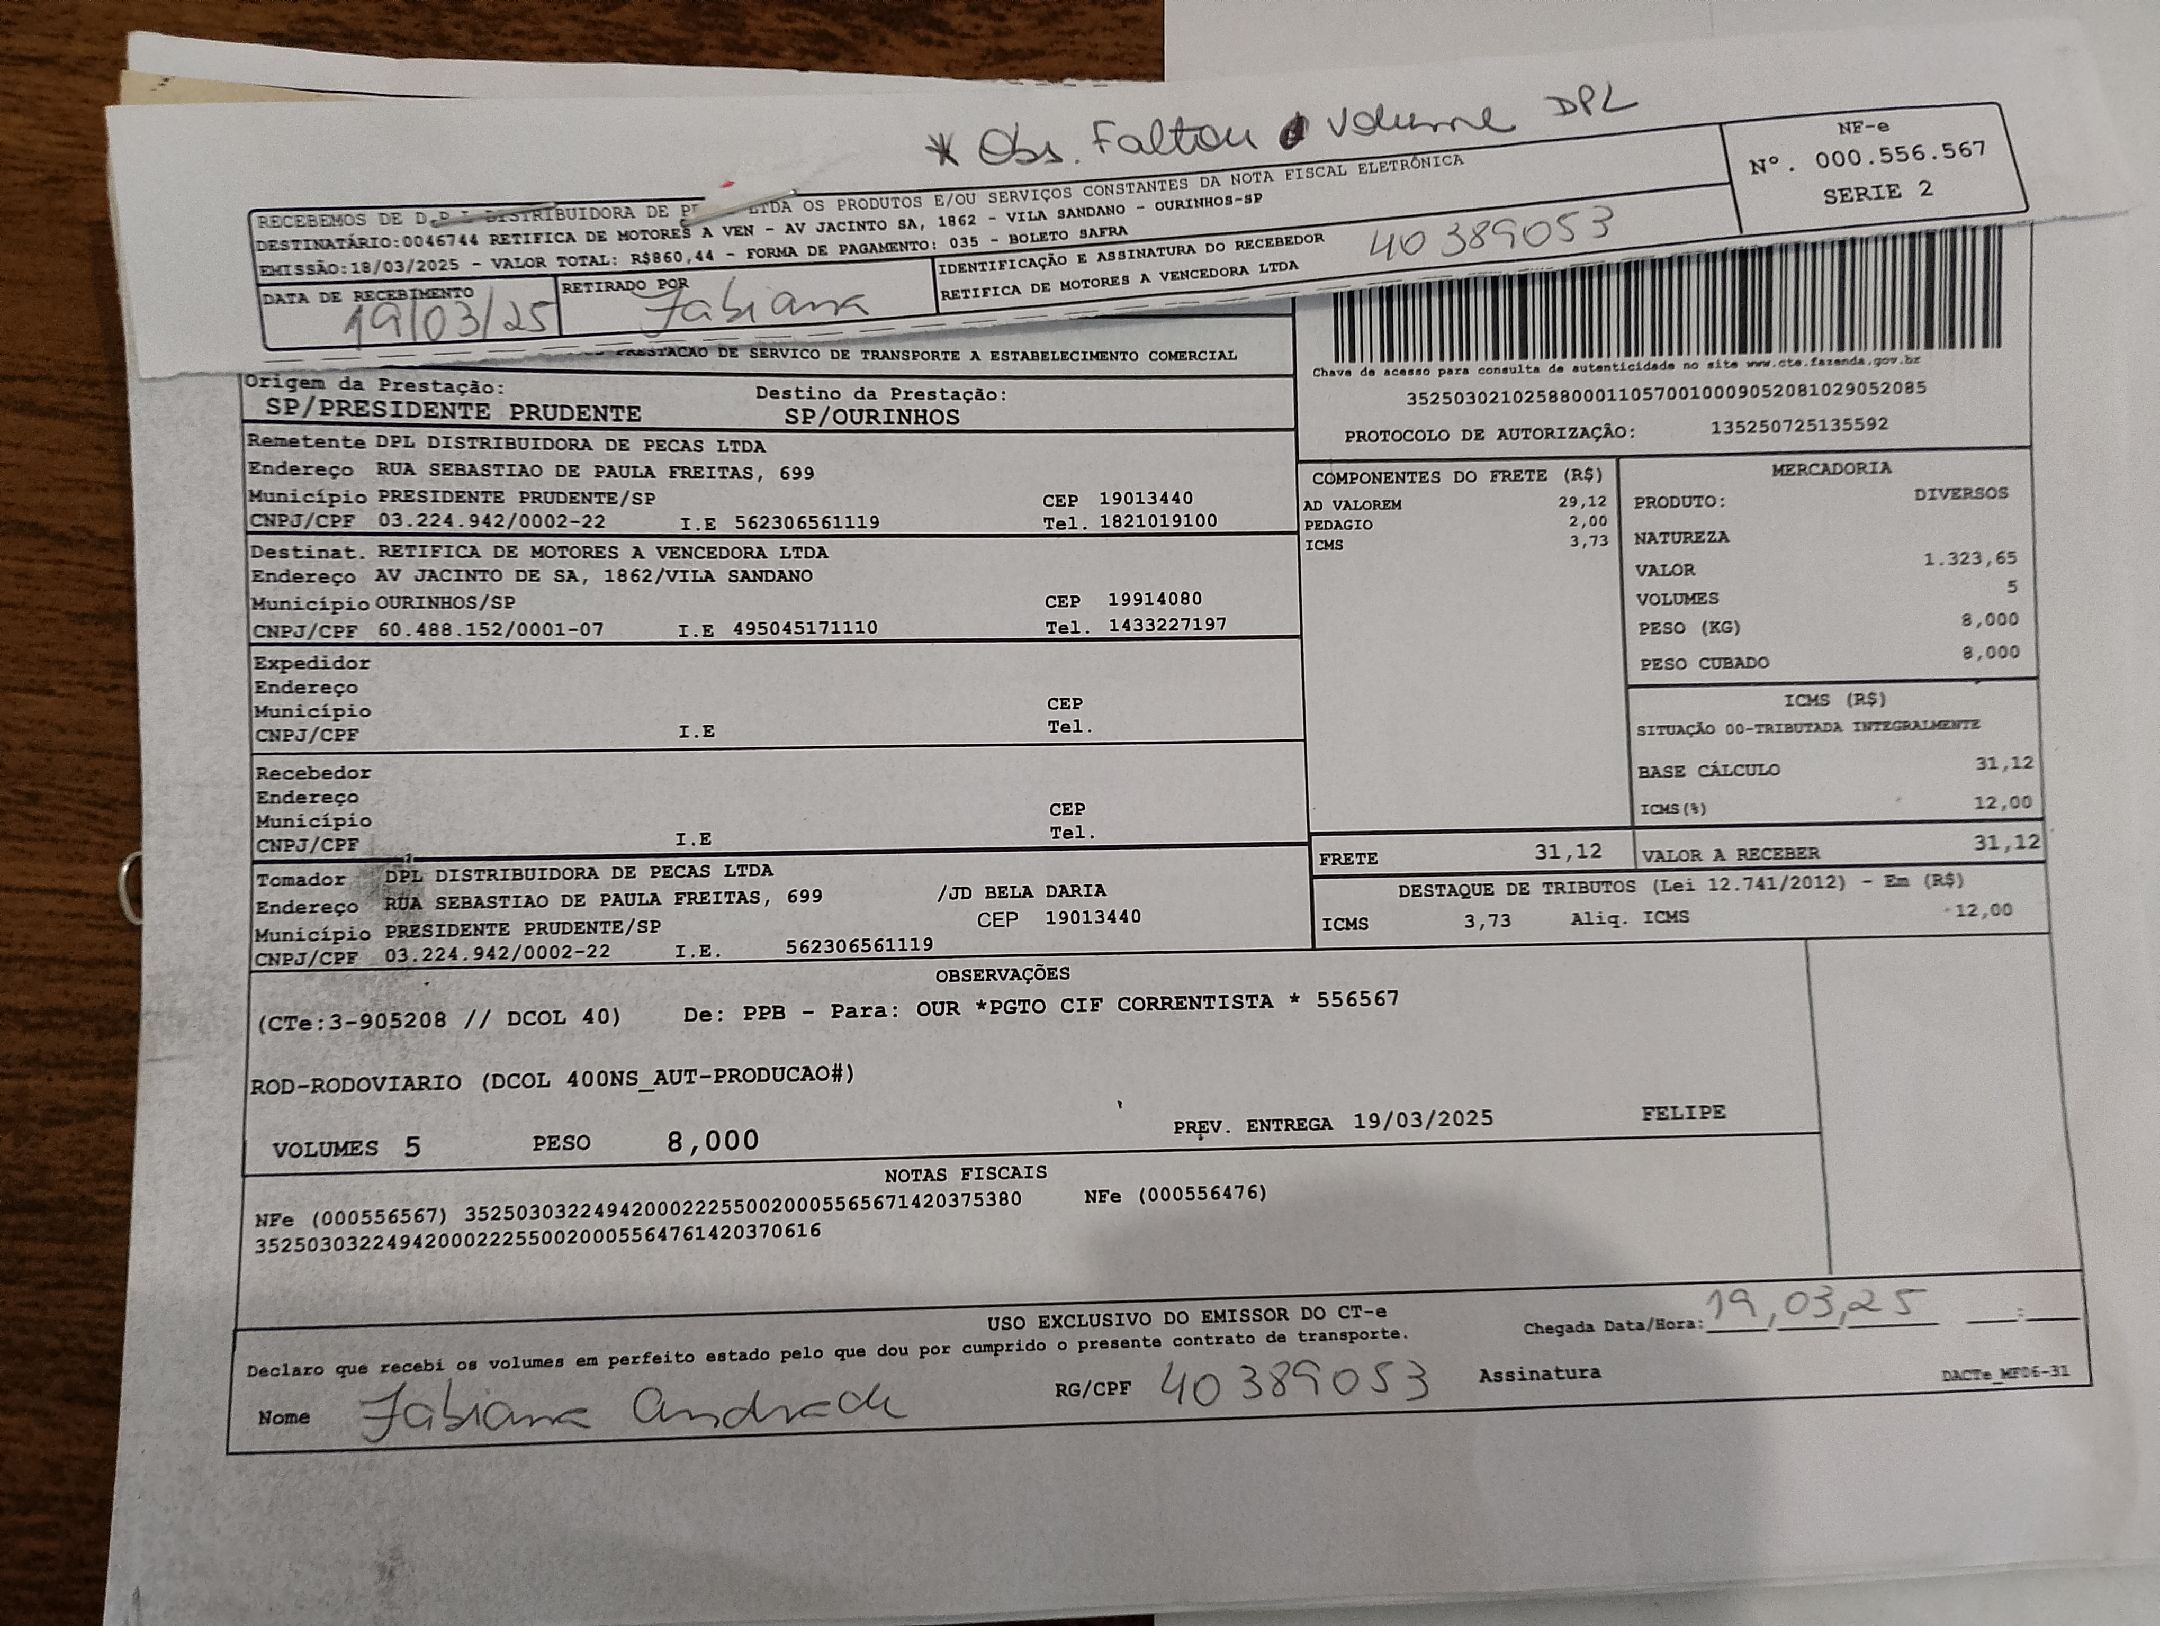 * Obs. Faltou volume DPL
RECEBEMOS DE D.P.L DISTRIBUIDORA DE LTDA OS PRODUTOS E/OU SERVIÇOS CONSTANTES DA NOTA FISCAL ELETRÔNICA
DESTINATÁRIO:0046744 RETIFICA DE MOTORES A VEN - AV JACINTO SA, 1862 - VILA SANDANO - OURINHOS-SP
EMISSÃO:18/03/2025 - VALOR TOTAL: R$860,44 - FORMA DE PAGAMENTO: 035 - BOLETO SAFRA
NF-e
Nº. 000.556.567
SERIE 2
DATA DE RECEBIMENTO
19/03/25
RETIRADO POR
Fabiana
IDENTIFICAÇÃO E ASSINATURA DO RECEBEDOR
RETIFICA DE MOTORES A VENCEDORA LTDA
40389053
PRESTACAO DE SERVICO DE TRANSPORTE A ESTABELECIMENTO COMERCIAL
Chave de acesso para consulta de autenticidade no site www.cte.fazenda.gov.br
35250302102588000110570010009052081029052085
PROTOCOLO DE AUTORIZAÇÃO: 135250725135592
Origem da Prestação: Destino da Prestação:
SP/PRESIDENTE PRUDENTE SP/OURINHOS
Remetente DPL DISTRIBUIDORA DE PECAS LTDA
Endereço RUA SEBASTIAO DE PAULA FREITAS, 699
Município PRESIDENTE PRUDENTE/SP CEP 19013440
CNPJ/CPF 03.224.942/0002-22 I.E 562306561119 Tel. 1821019100
Destinat. RETIFICA DE MOTORES A VENCEDORA LTDA
Endereço AV JACINTO DE SA, 1862/VILA SANDANO
Município OURINHOS/SP CEP 19914080
CNPJ/CPF 60.488.152/0001-07 I.E 495045171110 Tel. 1433227197
Expedidor
Endereço
Município CEP
CNPJ/CPF I.E Tel.
Recebedor
Endereço
Município CEP
CNPJ/CPF I.E Tel.
Tomador DPL DISTRIBUIDORA DE PECAS LTDA
Endereço RUA SEBASTIAO DE PAULA FREITAS, 699 /JD BELA DARIA
Município PRESIDENTE PRUDENTE/SP CEP 19013440
CNPJ/CPF 03.224.942/0002-22 I.E. 562306561119
COMPONENTES DO FRETE (R$)
AD VALOREM 29,12
PEDAGIO 2,00
ICMS 3,73
MERCADORIA
PRODUTO: DIVERSOS
NATUREZA
VALOR 1.323,65
VOLUMES 5
PESO (KG) 8,000
PESO CUBADO 8,000
ICMS (R$)
SITUAÇÃO 00-TRIBUTADA INTEGRALMENTE
BASE CÁLCULO 31,12
ICMS(%) 12,00
FRETE 31,12 VALOR A RECEBER 31,12
DESTAQUE DE TRIBUTOS (Lei 12.741/2012) - Em (R$)
ICMS 3,73 Aliq. ICMS 12,00
OBSERVAÇÕES
(CTe:3-905208 // DCOL 40) De: PPB - Para: OUR *PGTO CIF CORRENTISTA * 556567
ROD-RODOVIARIO (DCOL 400NS_AUT-PRODUCAO#)
VOLUMES 5 PESO 8,000 PREV. ENTREGA 19/03/2025 FELIPE
NOTAS FISCAIS
NFe (000556567) 35250303224942000222550020005565671420375380 NFe (000556476)
35250303224942000222550020005564761420370616
USO EXCLUSIVO DO EMISSOR DO CT-e
Declaro que recebi os volumes em perfeito estado pelo que dou por cumprido o presente contrato de transporte.
Chegada Data/Hora: 19,03,25 :
Nome Fabiana Andrade RG/CPF 40389053 Assinatura
DACTe_MF06-31